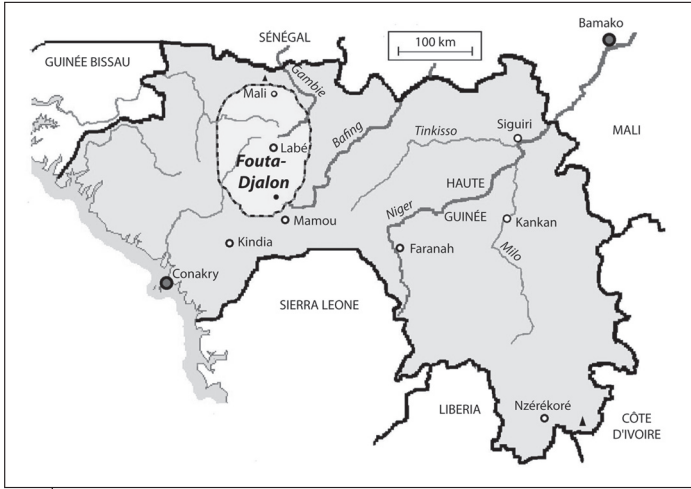 Bamako
SÉNÉGAL
100 km
GUINÉE BISSAU
Gambie
Mali
Bafing
Tinkisso
Siguiri
MALI
Labé
Fouta-
Djalon
HAUTE
Niger
GUINÉE
Mamou
Kankan
Kindia
Faranah
Milo
Conakry
SIERRA LEONE
LIBERIA
Nzérékoré
CÔTE
D'IVOIRE